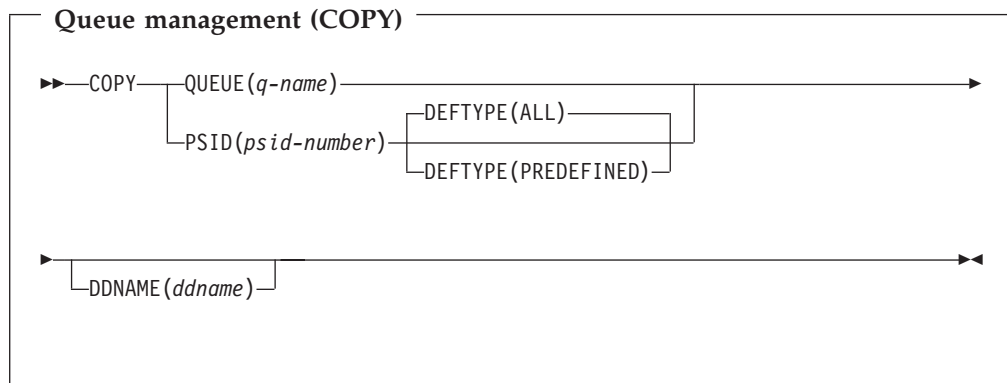 Queue management (COPY)
COPY QUEUE(q-name)
DEFTYPE(ALL)
PSID(psid-number)
DEFTYPE(PREDEFINED)
DDNAME(ddname)